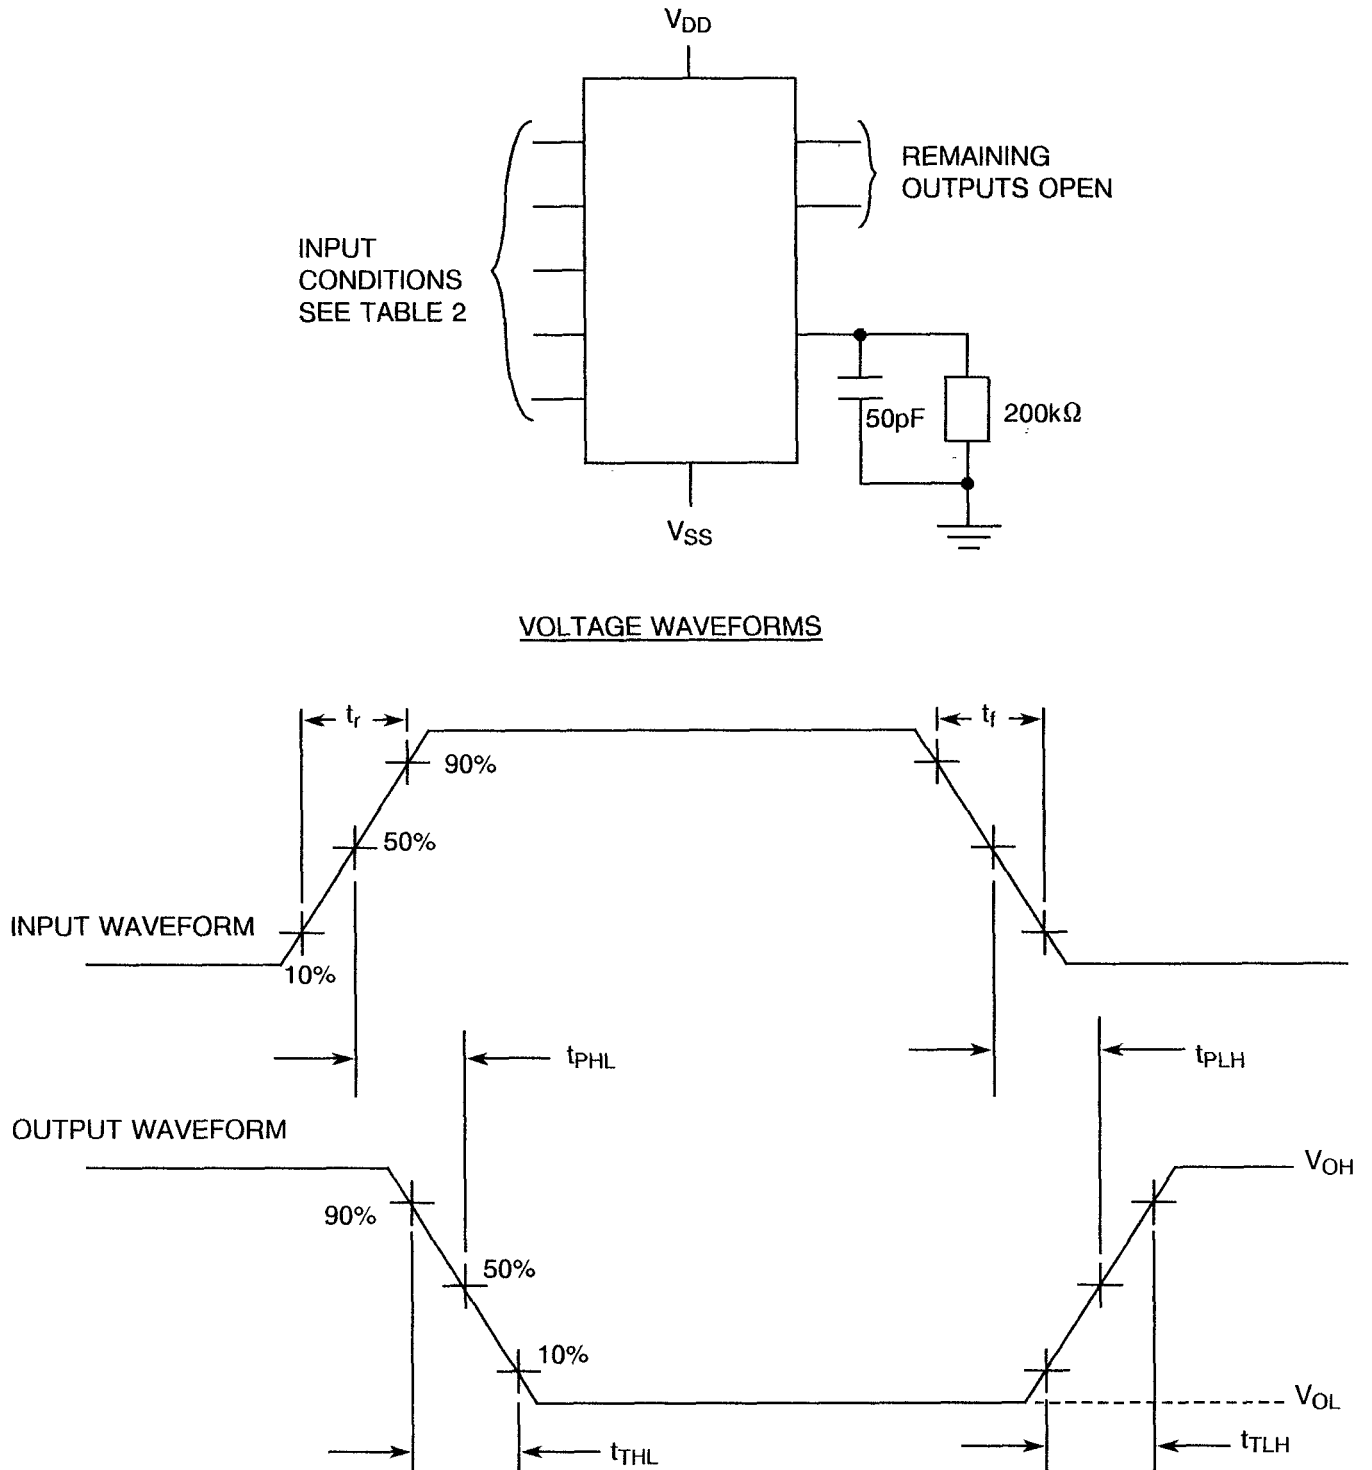 VDD
REMAINING
OUTPUTS OPEN
INPUT
CONDITIONS
SEE TABLE 2
50pF
200kΩ
VSS
VOLTAGE WAVEFORMS
tr
tf
90%
50%
INPUT WAVEFORM
10%
tPHL
tPLH
OUTPUT WAVEFORM
VOH
90%
50%
10%
VOL
tTHL
tTLH